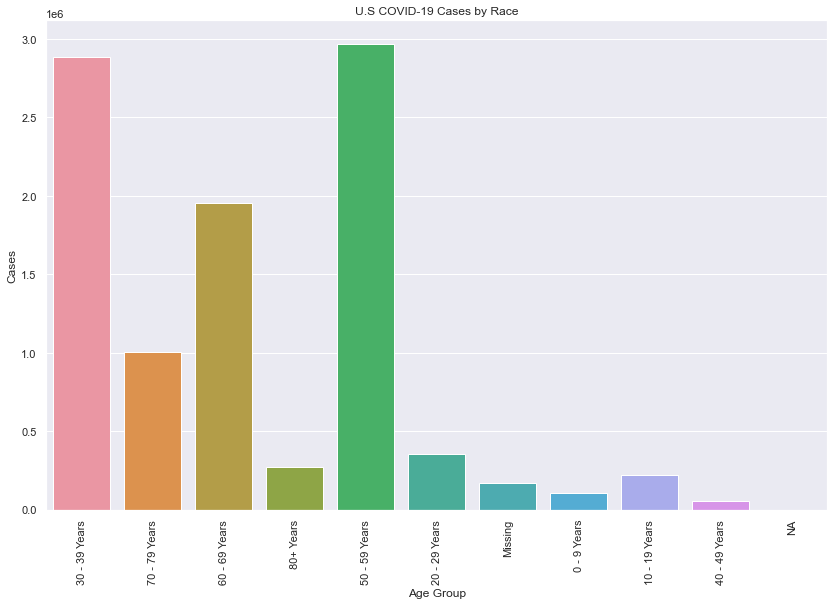 U.S COVID-19 Cases by Race
1e6
3.0
2.5
2.0
1.5
1.0
0.5
0.0
Cases
30 - 39 Years
70 - 79 Years
60 - 69 Years
80+ Years
50 - 59 Years
20 - 29 Years
Missing
0 - 9 Years
10 - 19 Years
40 - 49 Years
NA
Age Group